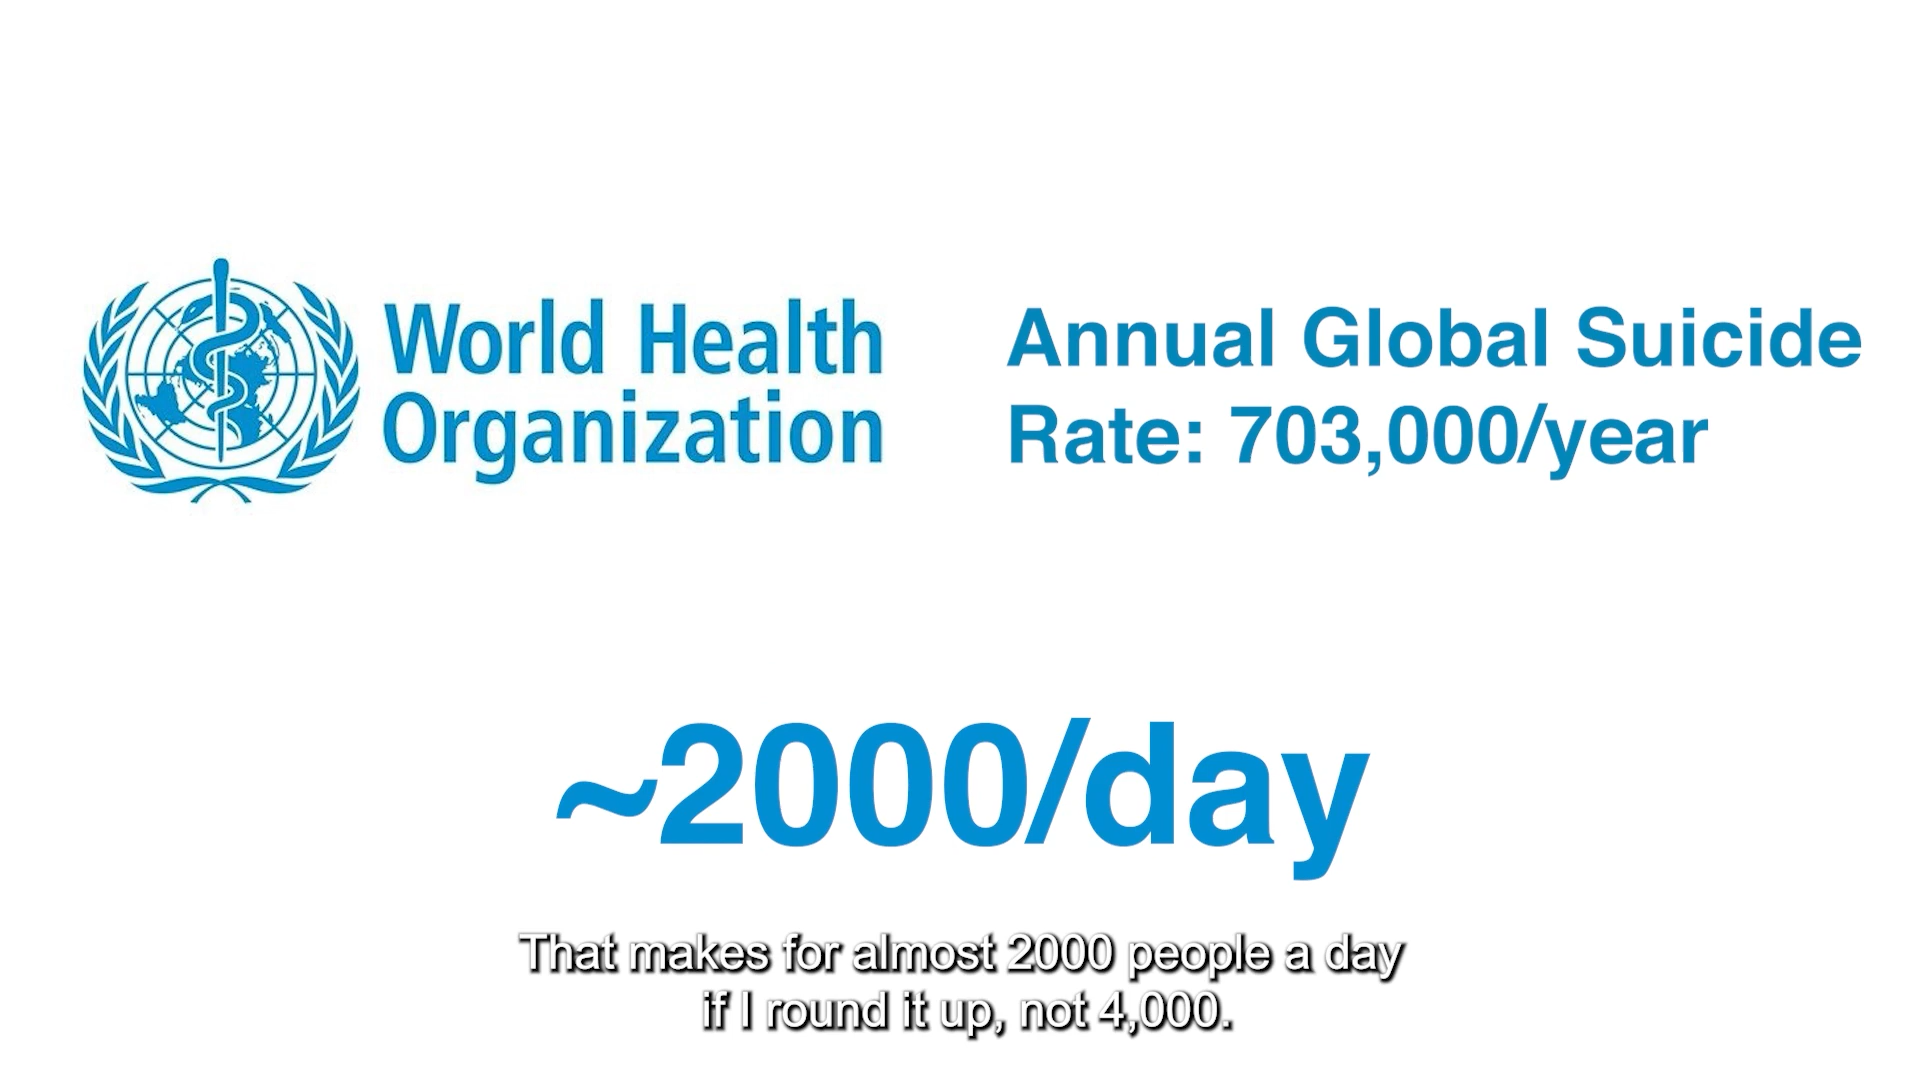 World Health
Organization
Annual Global Suicide
Rate: 703,000/year
~2000/day
That makes for almost 2000 people a day
if I round it up, not 4,000.